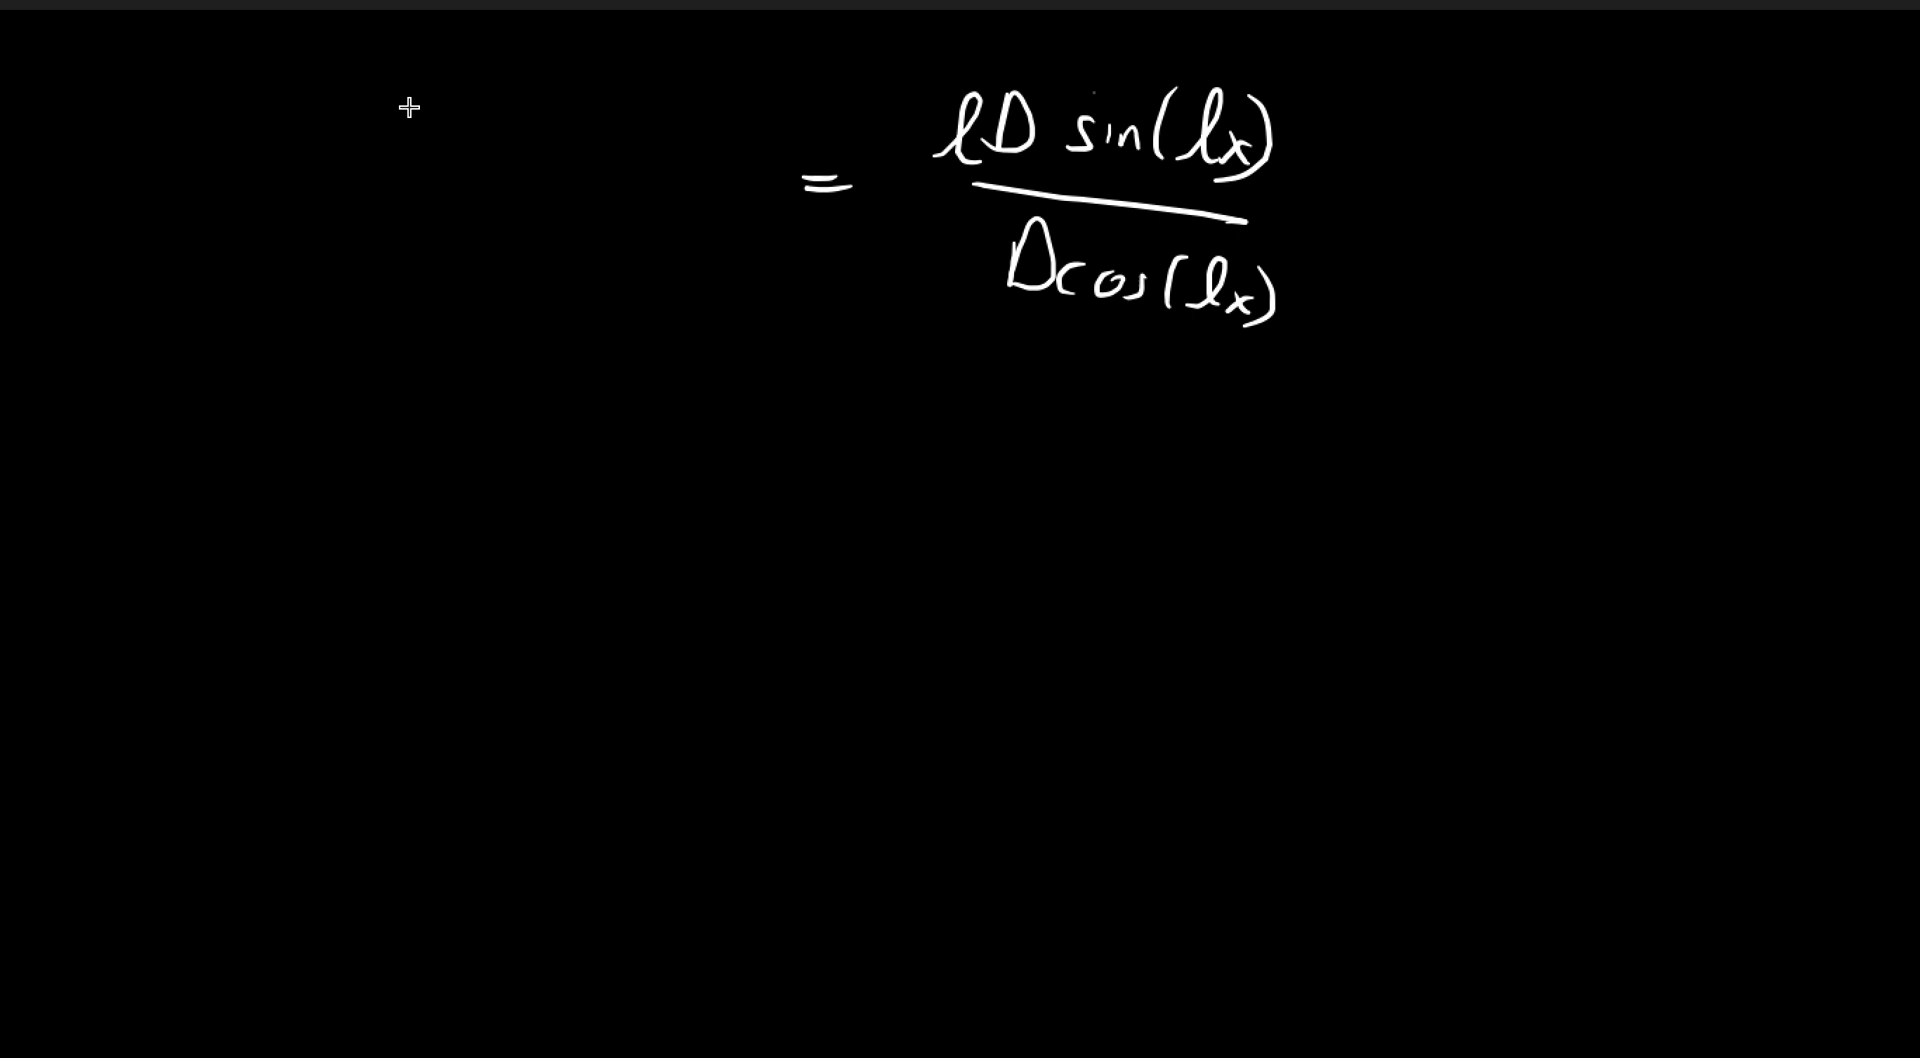 = ℓD sin(ℓx)
Dcos(ℓx)